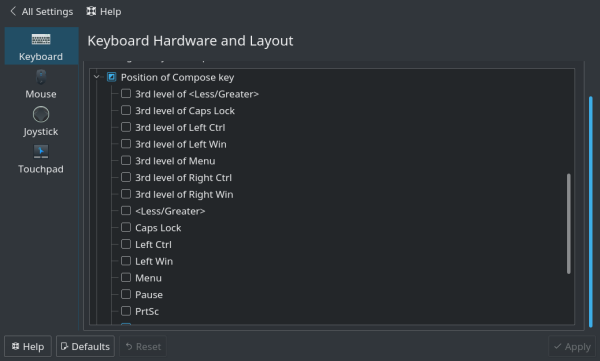 All Settings
Help
Keyboard Hardware and Layout
Keyboard
Mouse
Joystick
Touchpad
Position of Compose key
3rd level of <Less/Greater>
3rd level of Caps Lock
3rd level of Left Ctrl
3rd level of Left Win
3rd level of Menu
3rd level of Right Ctrl
3rd level of Right Win
<Less/Greater>
Caps Lock
Left Ctrl
Left Win
Menu
Pause
PrtSc
Help
Defaults
Reset
Apply